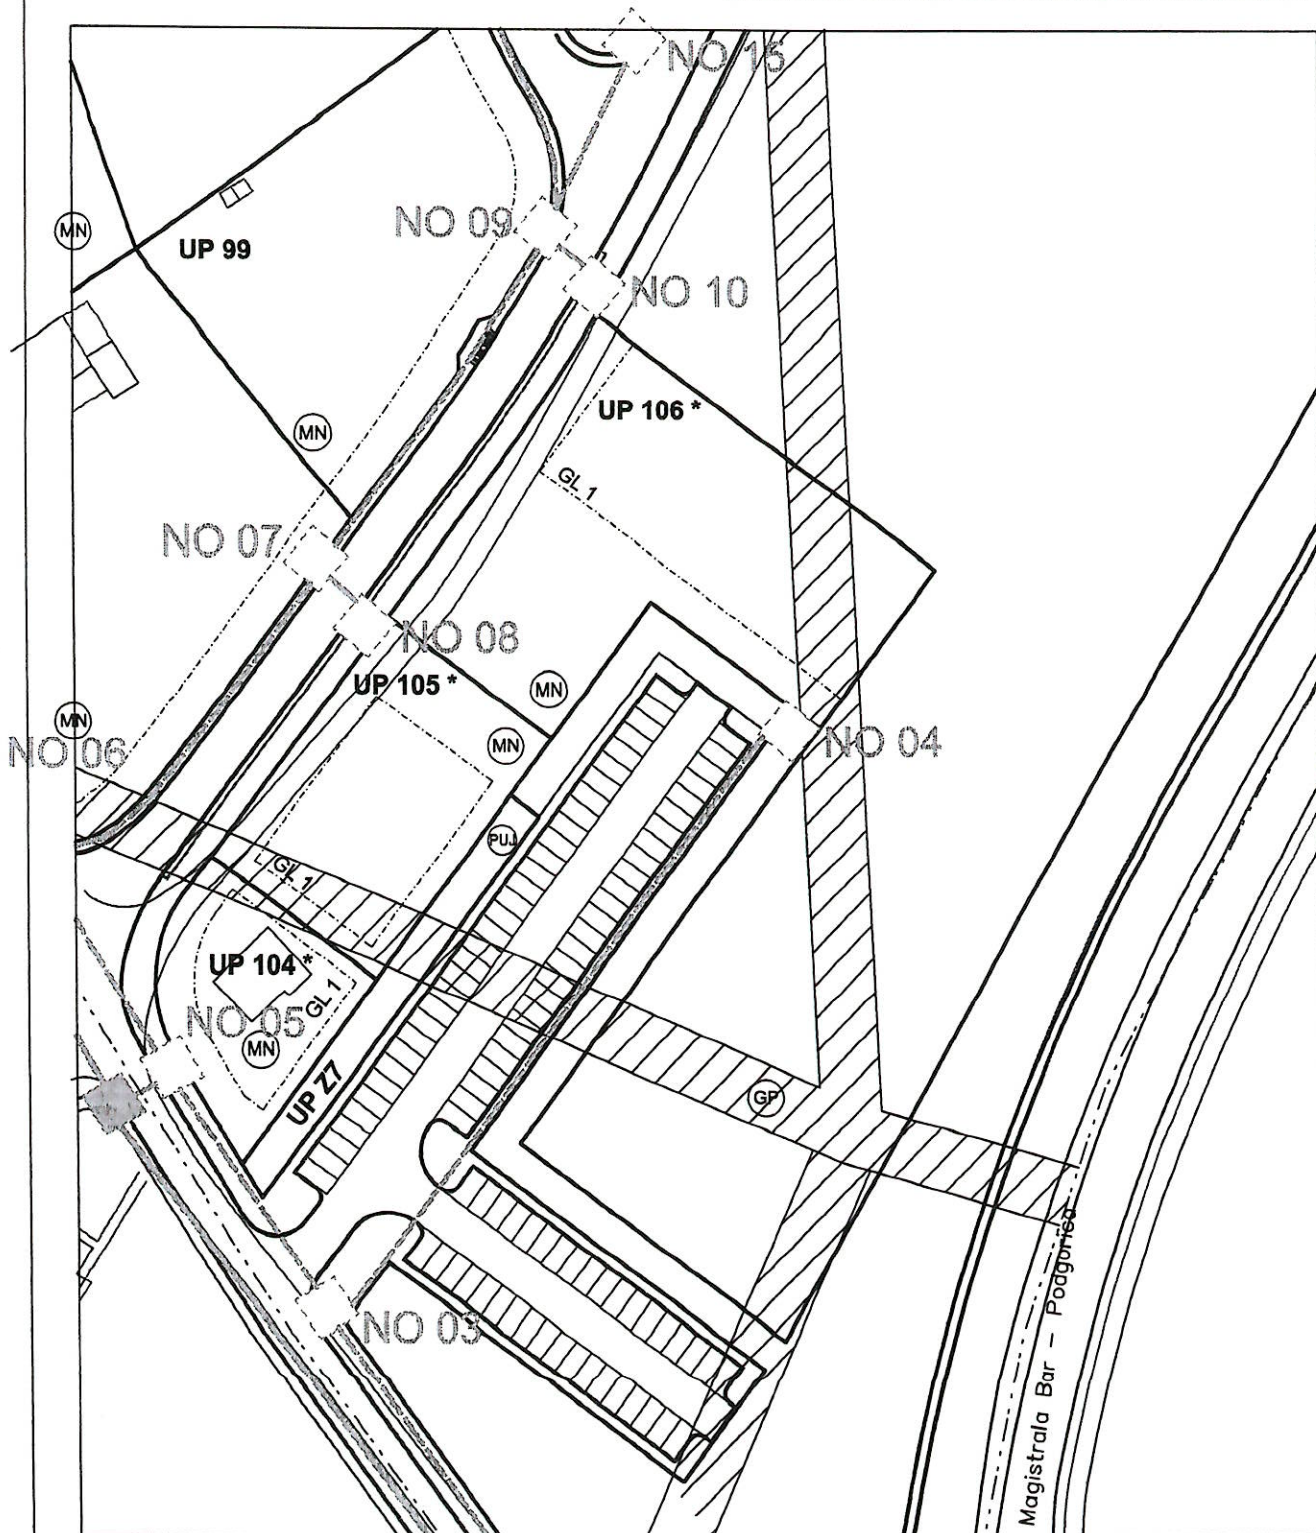 NO 15
NO 09
MN
UP 99
NO 10
UP 106 *
MN
GL 1
NO 07
NO 08
UP 105 *
MN
MN
NO 06
MN
NO 04
PUJ
GL 1
UP 104 *
GL 1
NO 05
MN
UP Z7
GP
NO 03
Magistrala Bar - Podgorica